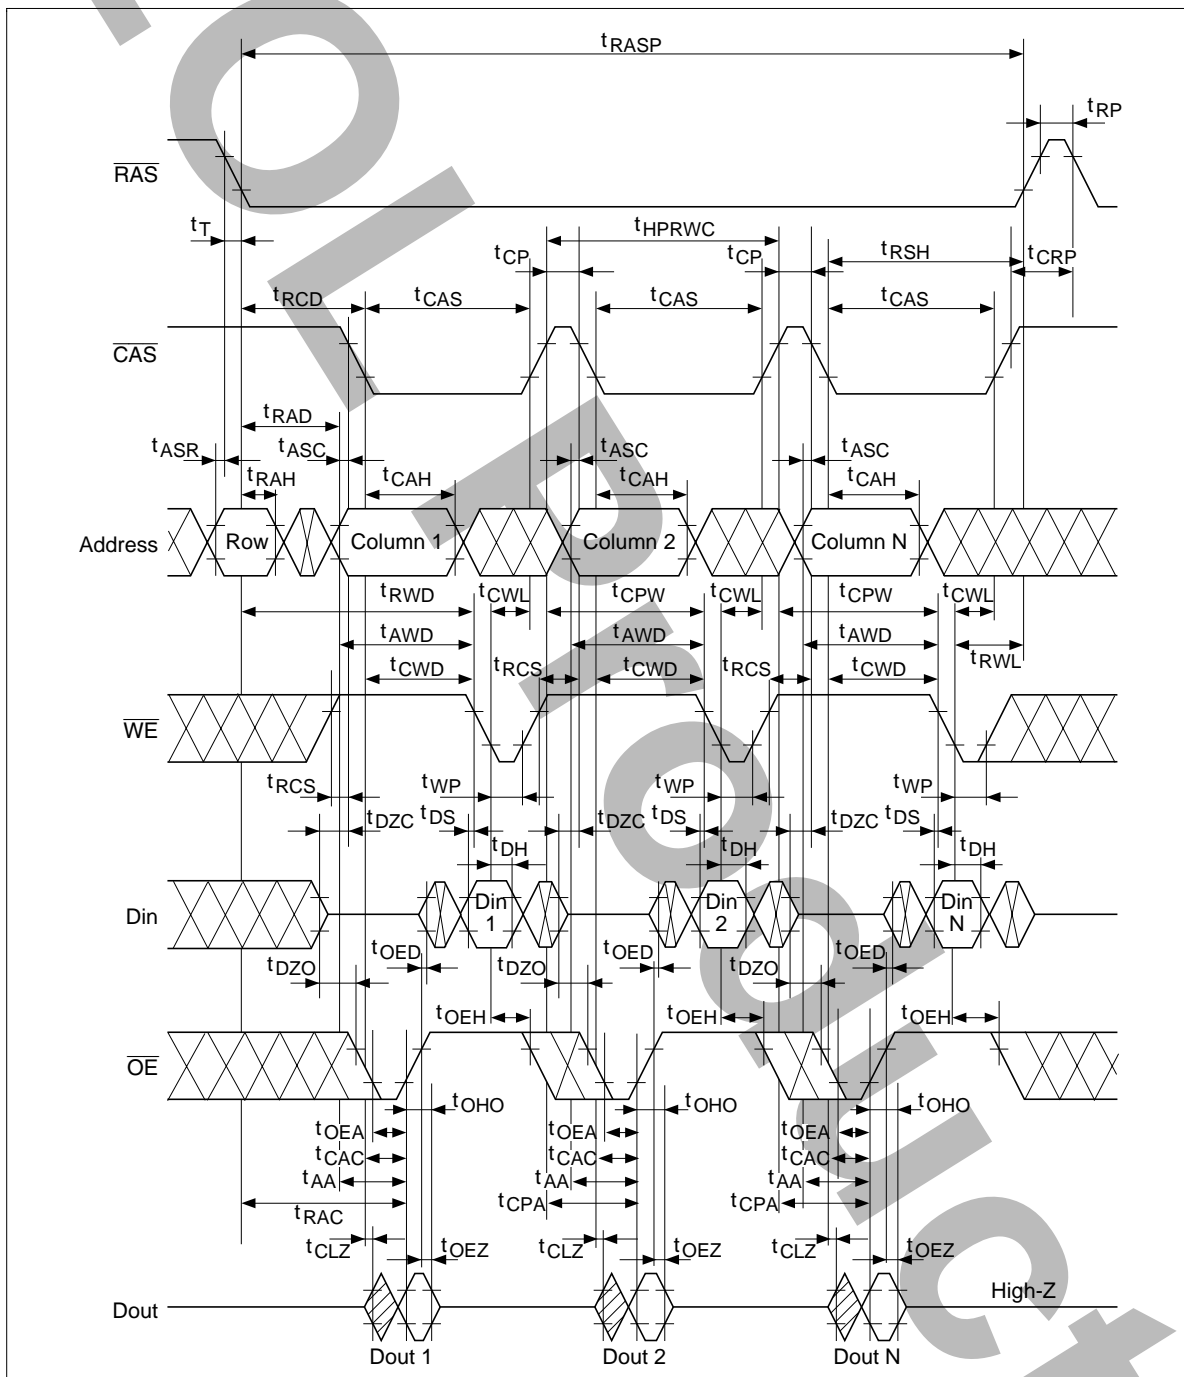 EOL Product
tRASP
tRP
RAS
tT
tHPRWC
tCP
tCP
tRSH
tCRP
tRCD
tCAS
tCAS
tCAS
CAS
tRAD
tASR
tASC
tASC
tASC
tRAH
tCAH
tCAH
tCAH
Address
Row
Column 1
Column 2
Column N
tRWD
tCWL
tCPW
tCWL
tCPW
tCWL
tAWD
tAWD
tAWD
tRWL
tCWD
tRCS
tCWD
tRCS
tCWD
WE
tRCS
tWP
tWP
tWP
tDZC
tDS
tDZC
tDS
tDZC
tDS
tDH
tDH
tDH
Din
Din 1
Din 2
Din N
tDZO
tOED
tDZO
tOED
tDZO
tOED
tOEH
tOEH
tOEH
OE
tOHO
tOHO
tOHO
tOEA
tOEA
tOEA
tCAC
tCAC
tCAC
tAA
tAA
tAA
tRAC
tCPA
tCPA
tCLZ
tOEZ
tCLZ
tOEZ
tCLZ
tOEZ
High-Z
Dout
Dout 1
Dout 2
Dout N